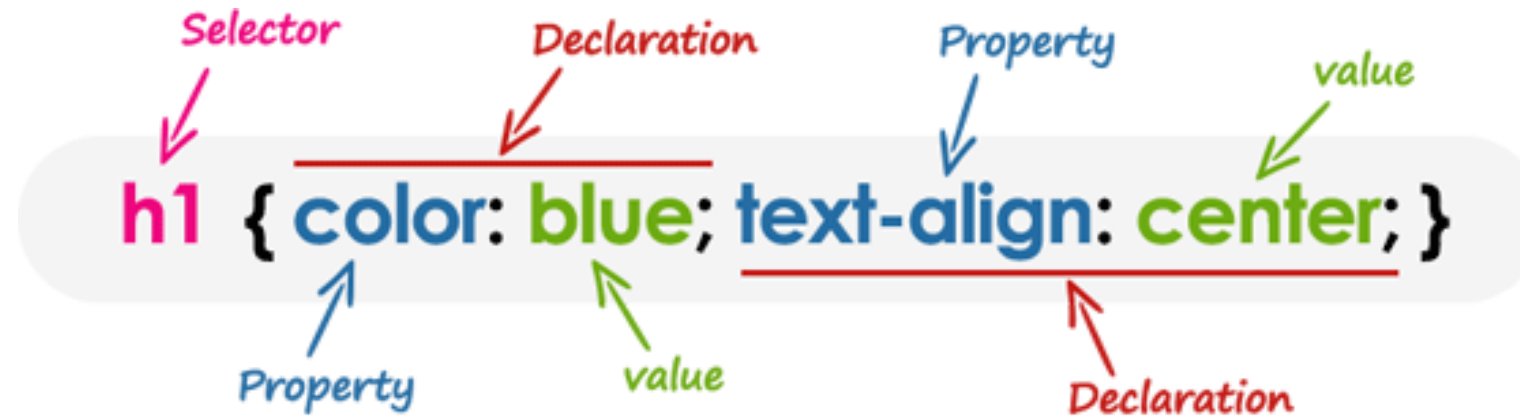 Selector
Declaration
Property
value
h1 { color: blue; text-align: center; }
Property
value
Declaration